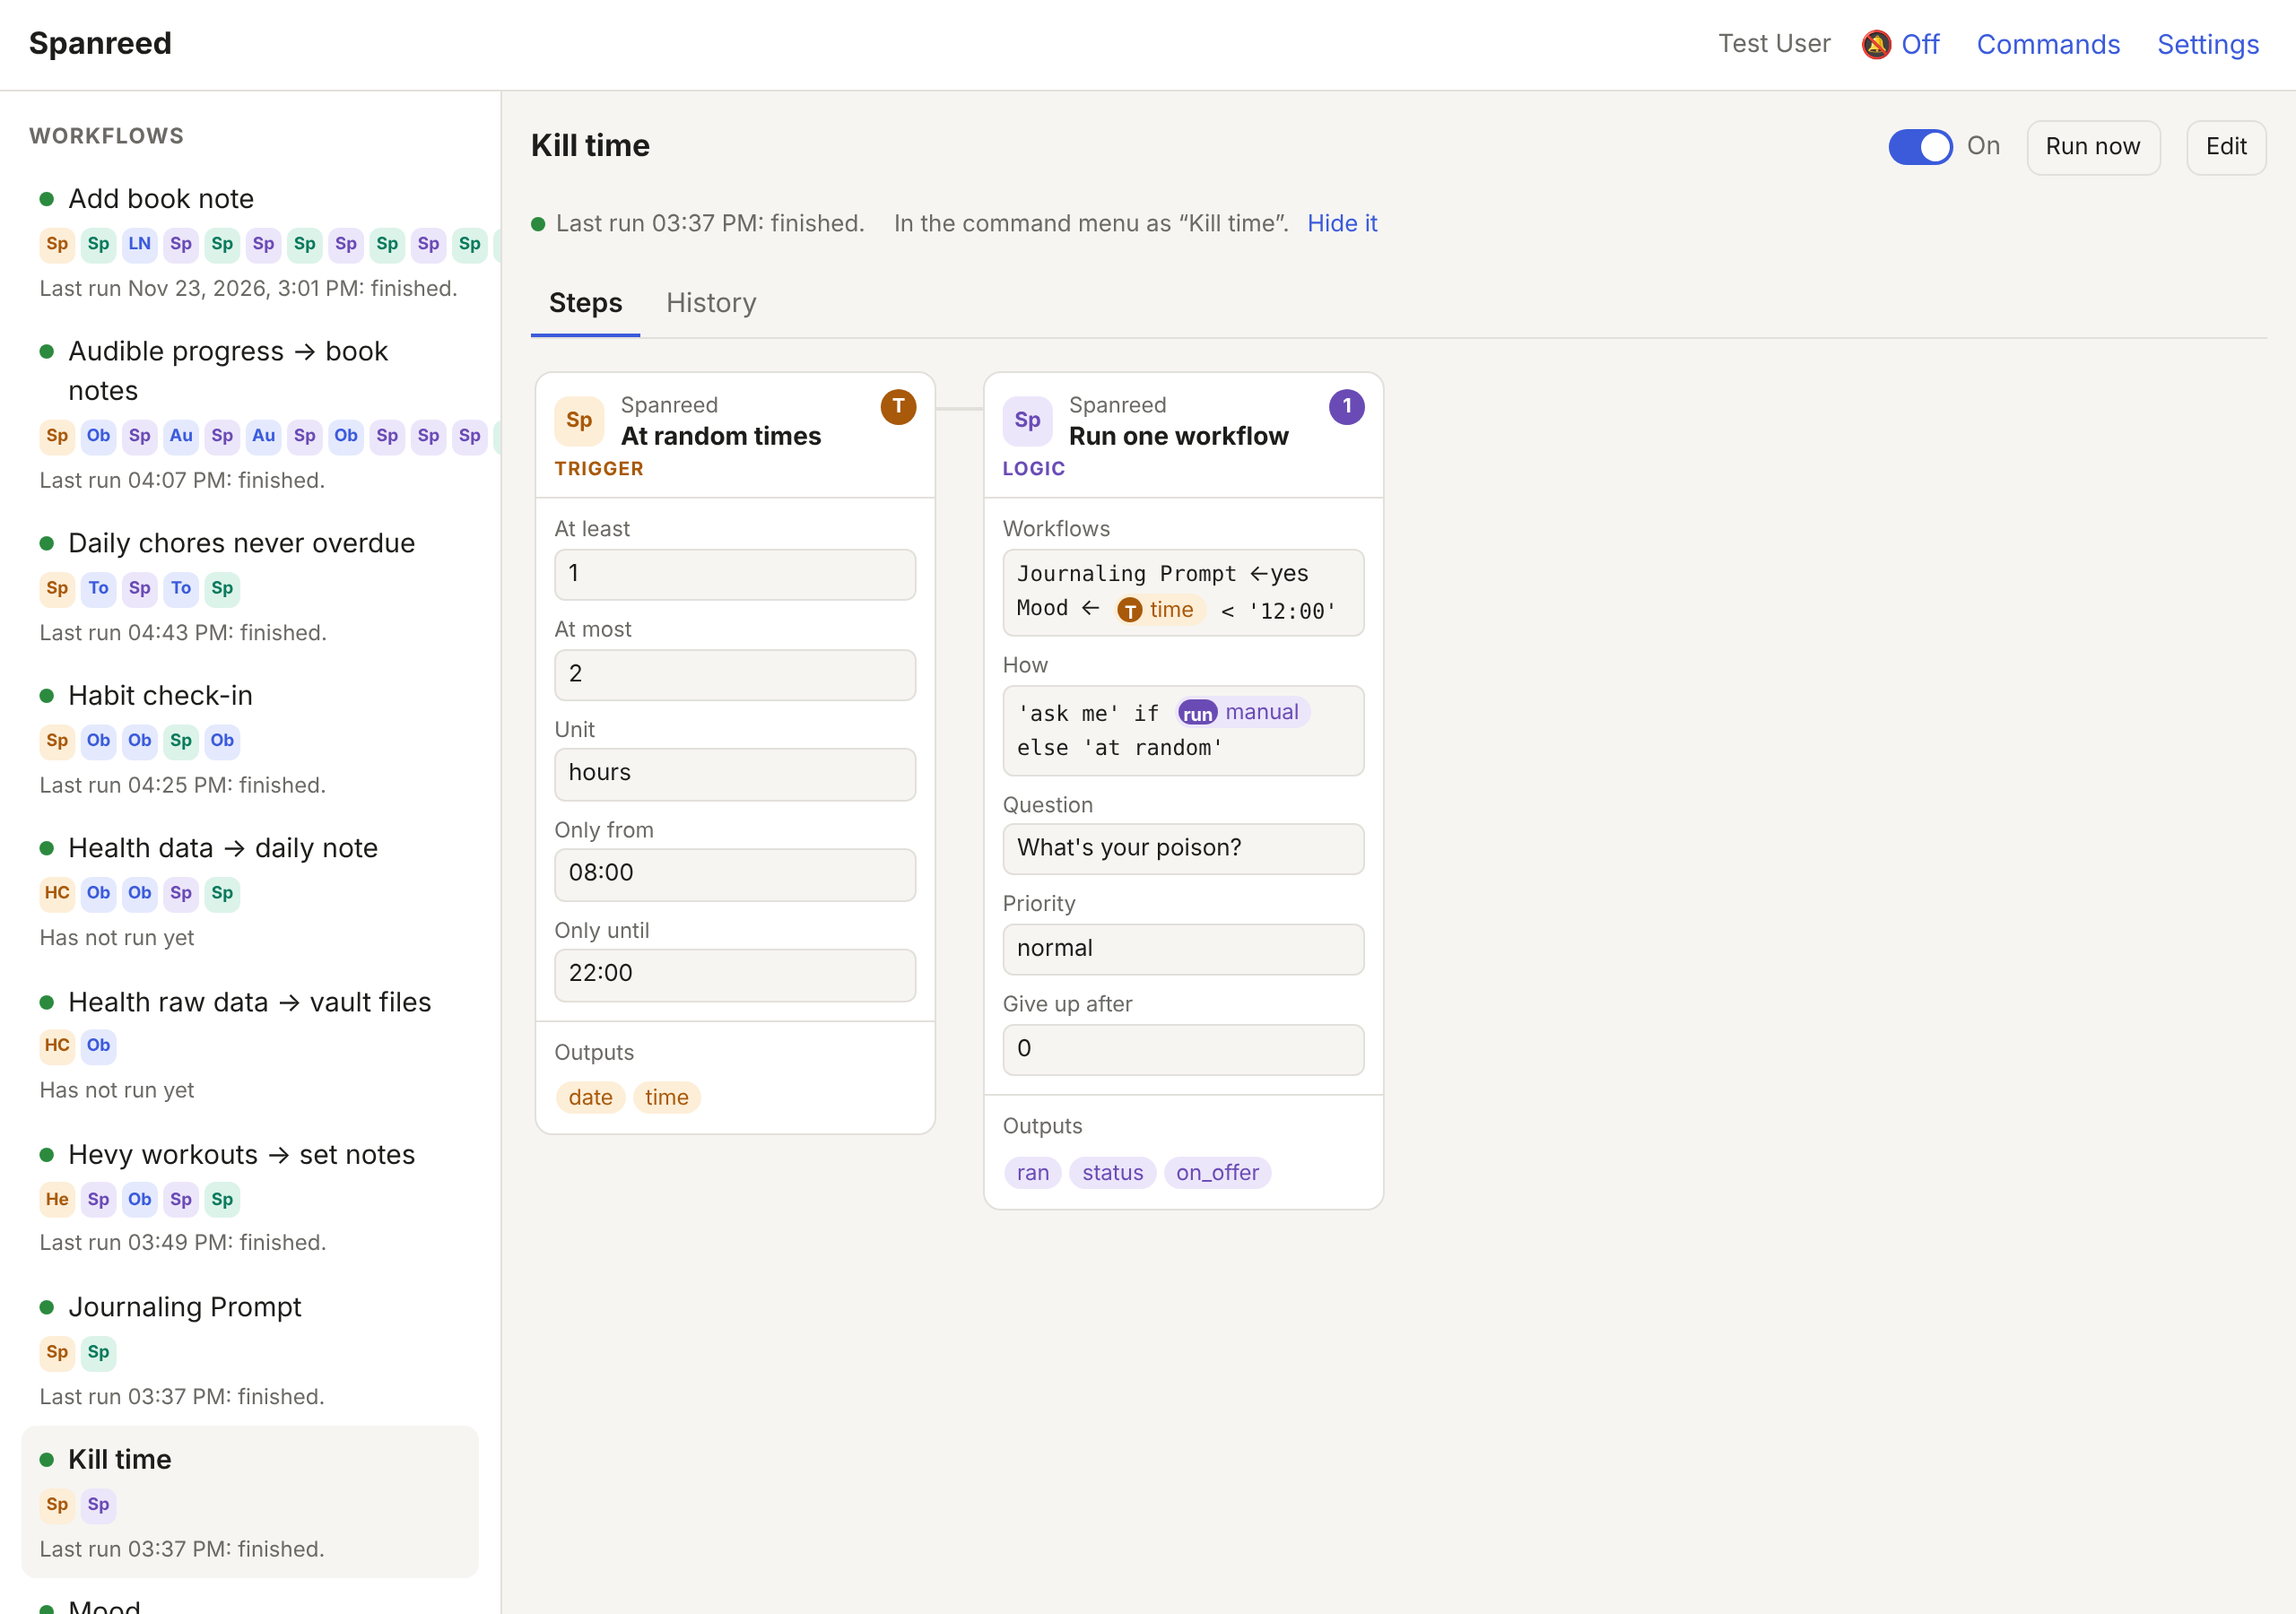 Spanreed
Test User 🔕 Off Commands Settings
WORKFLOWS
Add book note
Sp Sp LN Sp Sp Sp Sp Sp Sp Sp Sp
Last run Nov 23, 2026, 3:01 PM: finished.
Audible progress → book
notes
Sp Ob Sp Au Sp Au Sp Ob Sp Sp Sp
Last run 04:07 PM: finished.
Daily chores never overdue
Sp To Sp To Sp
Last run 04:43 PM: finished.
Habit check-in
Sp Ob Ob Sp Ob
Last run 04:25 PM: finished.
Health data → daily note
HC Ob Ob Sp Sp
Has not run yet
Health raw data → vault files
HC Ob
Has not run yet
Hevy workouts → set notes
He Sp Ob Sp Sp
Last run 03:49 PM: finished.
Journaling Prompt
Sp Sp
Last run 03:37 PM: finished.
Kill time
Sp Sp
Last run 03:37 PM: finished.
Mood
Kill time
On Run now Edit
Last run 03:37 PM: finished. In the command menu as “Kill time”. Hide it
Steps History
Sp Spanreed T
At random times
TRIGGER
At least
1
At most
2
Unit
hours
Only from
08:00
Only until
22:00
Outputs
date time
Sp Spanreed 1
Run one workflow
LOGIC
Workflows
Journaling Prompt ←yes
Mood ← T time < '12:00'
How
'ask me' if run manual
else 'at random'
Question
What's your poison?
Priority
normal
Give up after
0
Outputs
ran status on_offer